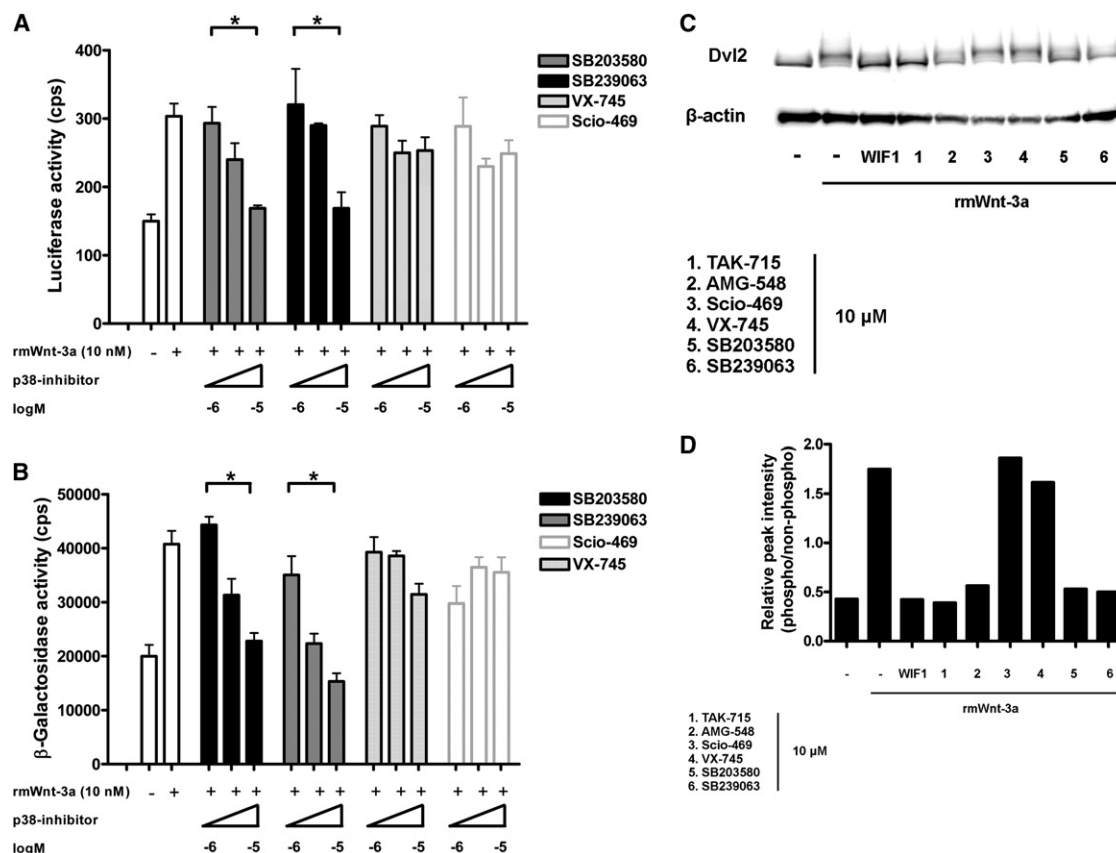 A
Luciferase activity (cps)
400
300
200
100
0
* *
SB203580
SB239063
VX-745
Scio-469
rmWnt-3a (10 nM) - + + + + + + + + + + + + +
p38-inhibitor
logM -6 -5 -6 -5 -6 -5 -6 -5
B
β-Galactosidase activity (cps)
50000
40000
30000
20000
10000
0
* *
SB203580
SB239063
Scio-469
VX-745
rmWnt-3a (10 nM) - + + + + + + + + + + + + +
p38-inhibitor
logM -6 -5 -6 -5 -6 -5 -6 -5
C
Dvl2
β-actin
- - WIF1 1 2 3 4 5 6
rmWnt-3a
1. TAK-715
2. AMG-548
3. Scio-469
4. VX-745
5. SB203580
6. SB239063
10 µM
D
Relative peak intensity
(phospho/non-phospho)
2.0
1.5
1.0
0.5
0.0
- - WIF1 1 2 3 4 5 6
rmWnt-3a
1. TAK-715
2. AMG-548
3. Scio-469
4. VX-745
5. SB203580
6. SB239063
10 µM